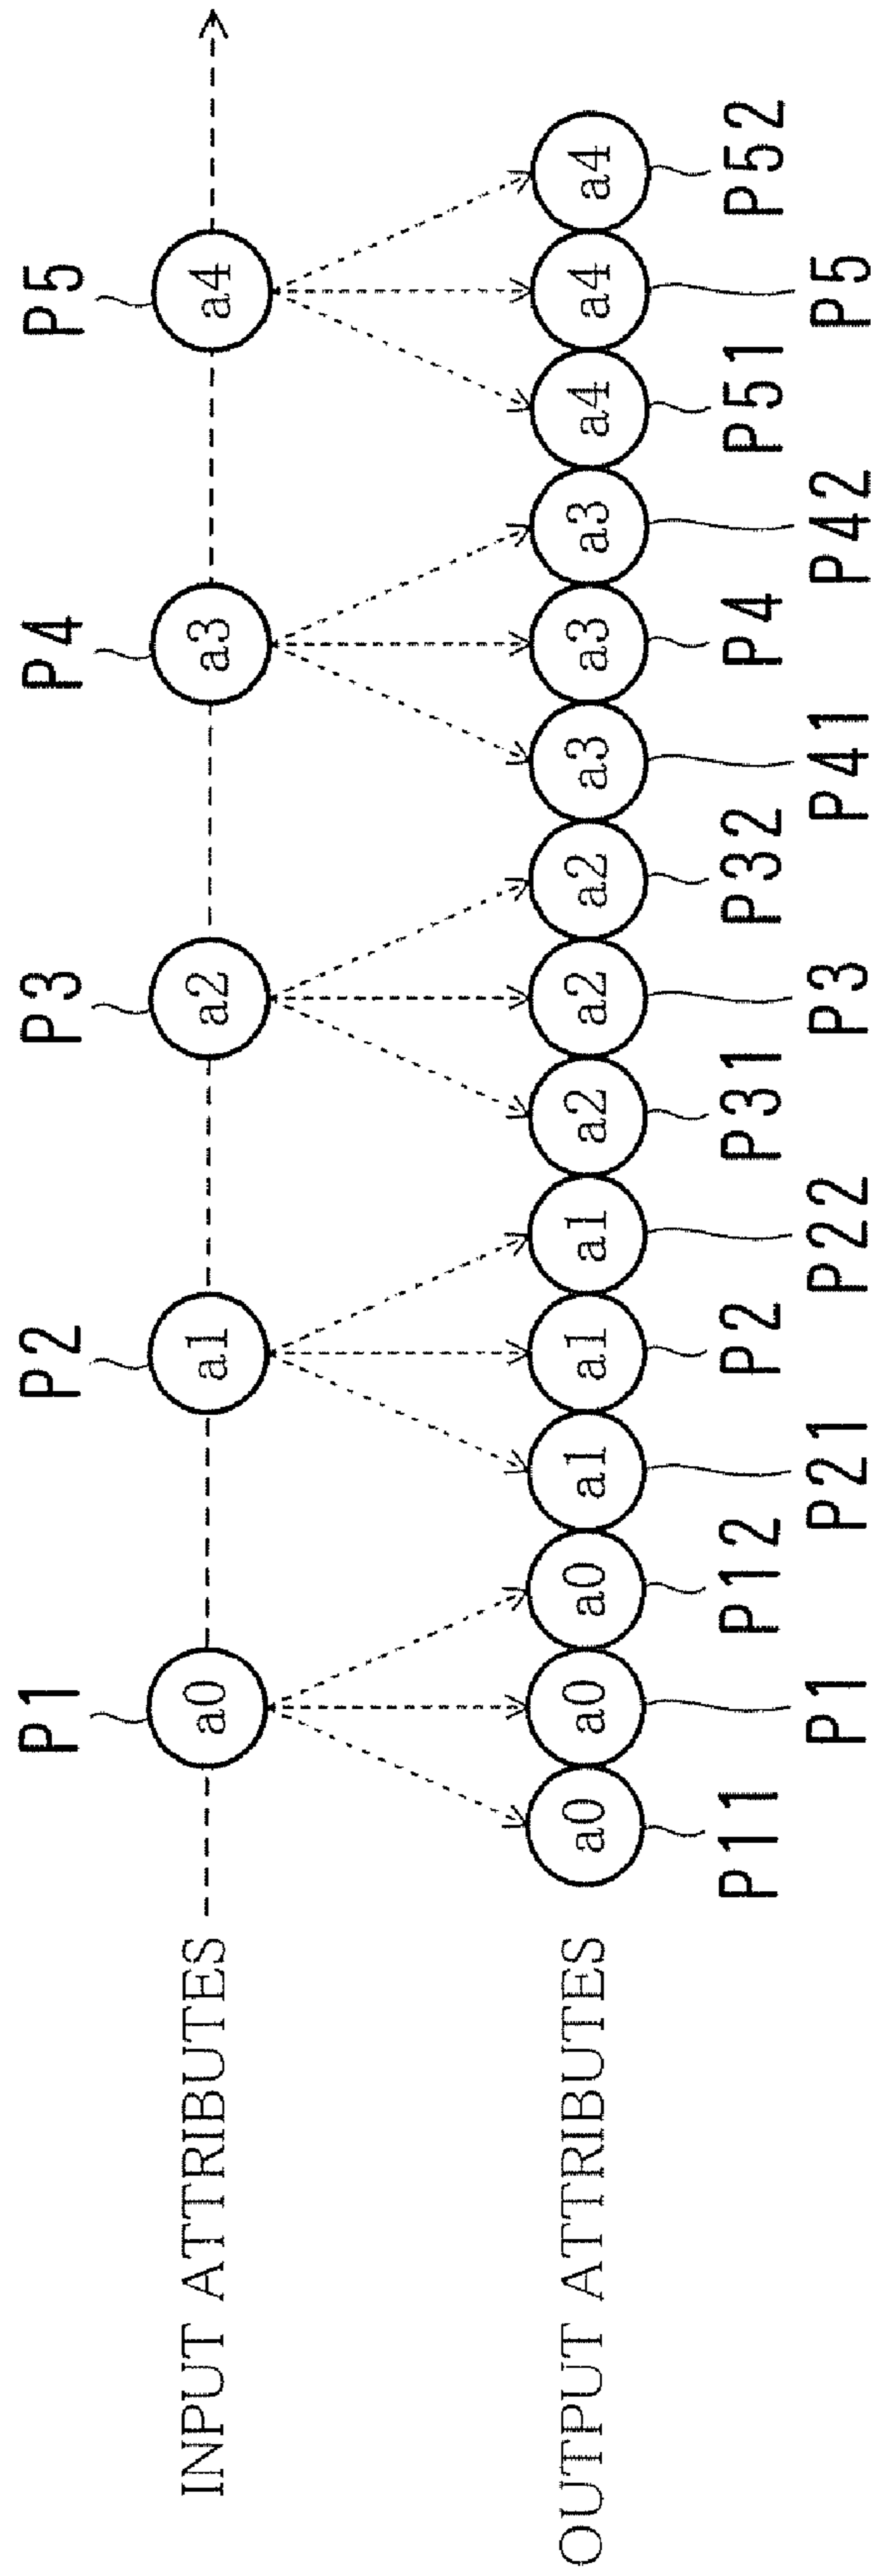 P1 P2 P3 P4 P5
INPUT ATTRIBUTES a0 a1 a2 a3 a4
OUTPUT ATTRIBUTES a0 a0 a0 a1 a1 a1 a2 a2 a2 a3 a3 a3 a4 a4 a4
P11 P12 P2 P31 P32 P4 P51 P52
P1 P21 P22 P3 P41 P42 P5